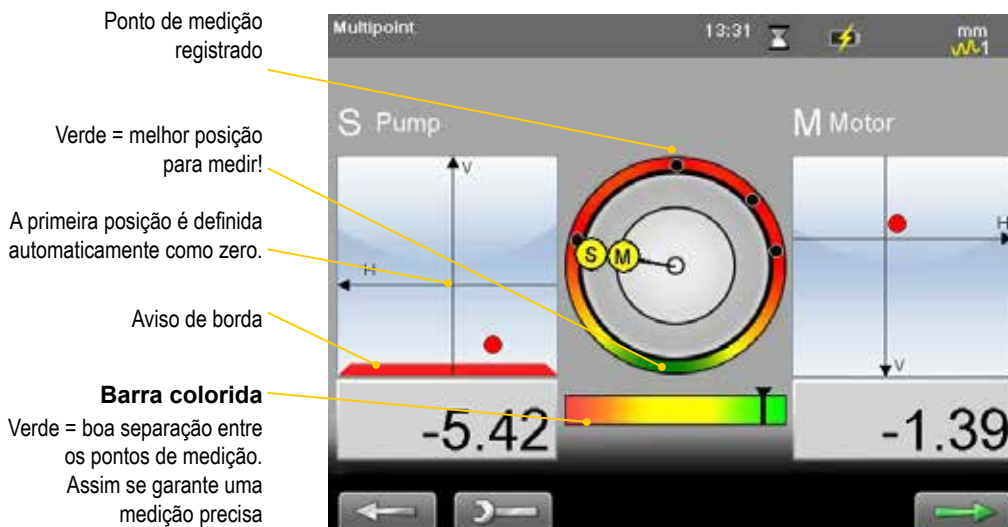 Ponto de medição
registrado
Verde = melhor posição
para medir!
A primeira posição é definida
automaticamente como zero.
Aviso de borda
Barra colorida
Verde = boa separação entre
os pontos de medição.
Assim se garante uma
medição precisa
Multipoint
13:31
mm
1
S Pump
M Motor
V
H
S M
H
V
-5.42
-1.39